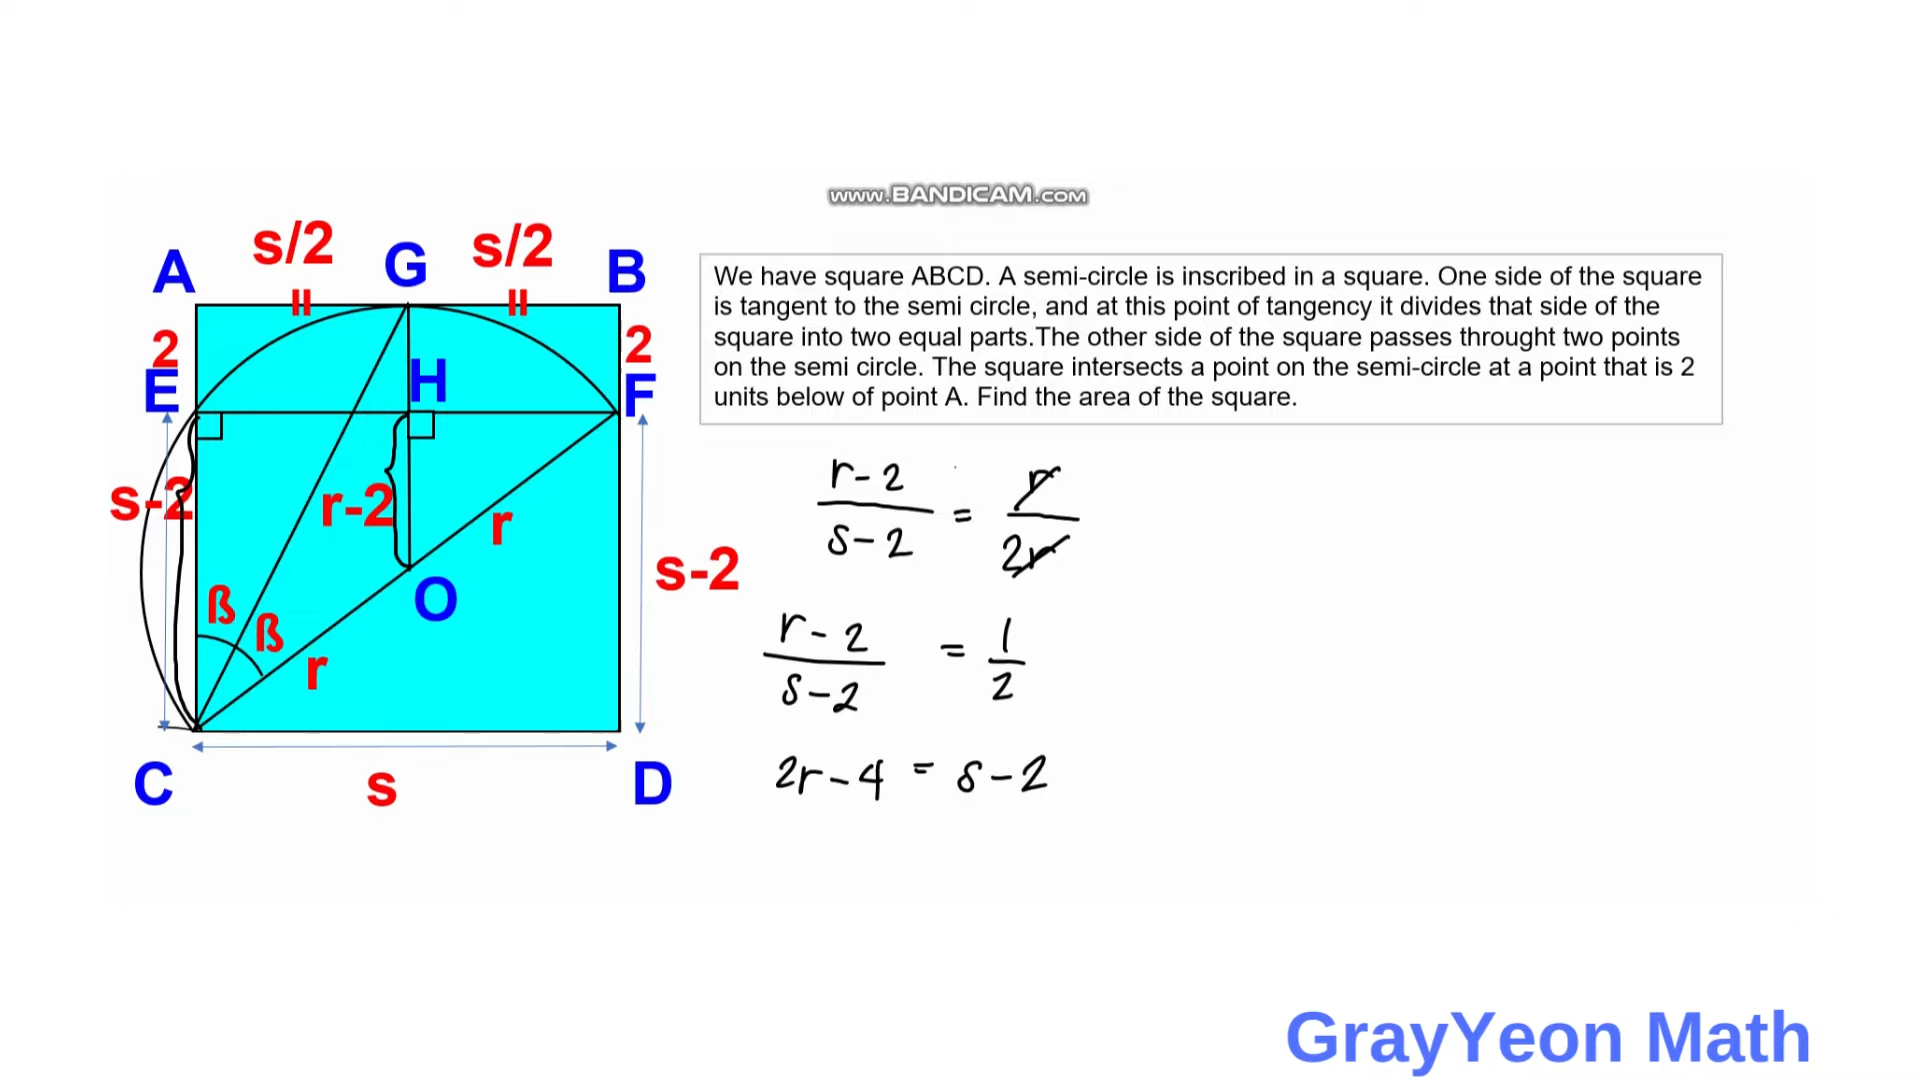 www.BANDICAM.com
s/2 s/2
A G B
2 2
E H F
We have square ABCD. A semi-circle is inscribed in a square. One side of the square
is tangent to the semi circle, and at this point of tangency it divides that side of the
square into two equal parts.The other side of the square passes throught two points
on the semi circle. The square intersects a point on the semi-circle at a point that is 2
units below of point A. Find the area of the square.
s-2 r-2 r
s-2
O
ß ß
r
C s D
r-2/s-2 = r/2r
r-2/s-2 = 1/2
2r-4 = s-2
GrayYeon Math